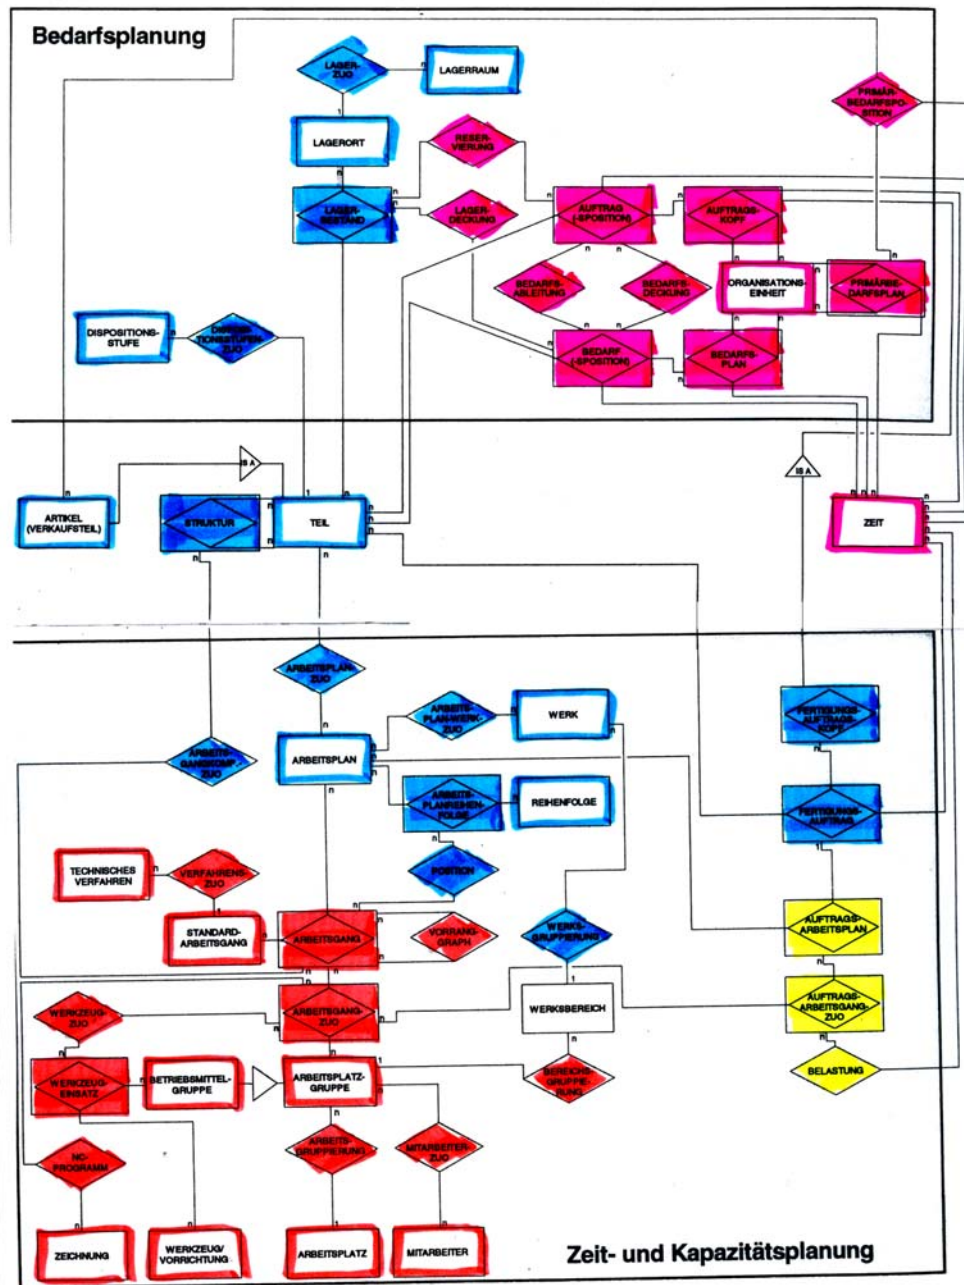 Bedarfsplanung
LAGER-
ZUO
LAGERRAUM
PRIMÄR-
BEDARFSPO-
SITION
LAGERORT
RESER-
VIERUNG
LAGER-
BESTAND
LAGER-
DECKUNG
AUFTRAG
(-SPOSITION)
AUFTRAGS-
KOPF
BEDARFS-
ABLEITUNG
BEDARFS-
DECKUNG
ORGANISATIONS-
EINHEIT
PRIMÄRBE-
DARFSPLAN
DISPOSITIONS-
STUFE
DISPOSI-
TIONSSTUFEN-
ZUO
BEDARF
(-SPOSITION)
BEDARFS-
PLAN
IS A
IS A
ARTIKEL
(VERKAUFSTEIL)
STRUKTUR
TEIL
ZEIT
ARBEITSPLAN-
ZUO
ARBEITS-
PLAN-WERK-
ZUO
WERK
FERTIGUNGS-
AUFTRAGS-
KOPF
ARBEITS-
GANGKOMP.
ZUO
ARBEITSPLAN
ARBEITS-
PLANREIHEN-
FOLGE
REIHENFOLGE
FERTIGUNGS-
AUFTRAG
TECHNISCHES
VERFAHREN
VERFAHRENS-
ZUO
POSITION
STANDARD-
ARBEITSGANG
ARBEITSGANG
VORRANG-
GRAPH
WERKS-
GRUPPIERUNG
AUFTRAGS-
ARBEITSPLAN
WERKZEUG-
ZUO
ARBEITSGANG-
ZUO
WERKSBEREICH
AUFTRAGS-
ARBEITSGANG-
ZUO
WERKZEUG-
EINSATZ
BETRIEBSMITTEL-
GRUPPE
ARBEITSPLATZ-
GRUPPE
BEREICHS-
GRUPPIE-
RUNG
BELASTUNG
NC-
PROGRAMM
ARBEITS-
GRUPPIERUNG
MITARBEITER-
ZUO
ZEICHNUNG
WERKZEUG/
VORRICHTUNG
ARBEITSPLATZ
MITARBEITER
Zeit- und Kapazitätsplanung